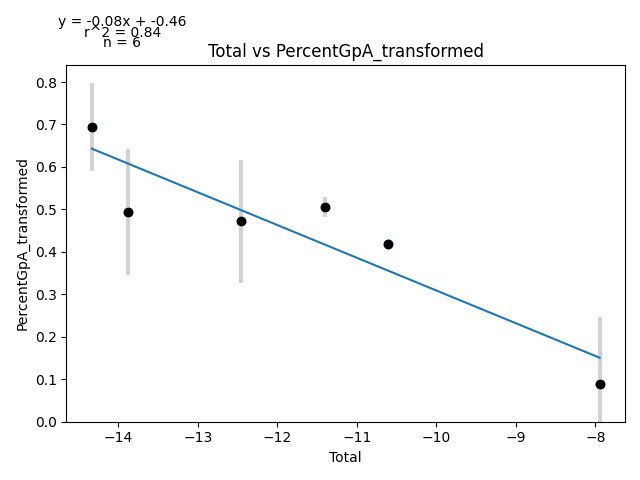 y = -0.08x + -0.46
r^2 = 0.84
n = 6
Total vs PercentGpA_transformed
PercentGpA_transformed
0.8
0.7
0.6
0.5
0.4
0.3
0.2
0.1
0.0
−14
−13
−12
−11
−10
−9
−8
Total